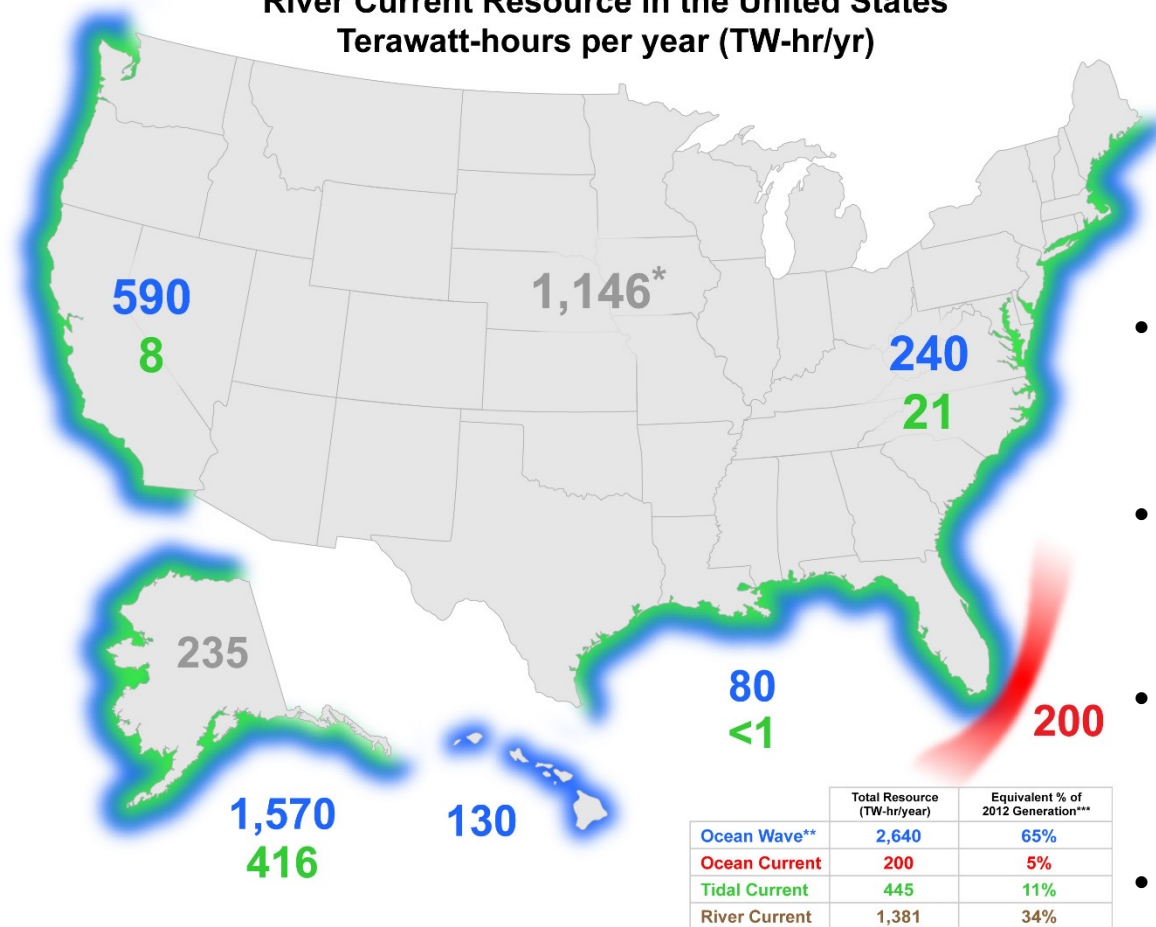 River Current Resource in the United States
Terawatt-hours per year (TW-hr/yr)
590
8
1,146*
240
21
235
80
<1
200
1,570
416
130
Total Resource (TW-hr/year) Equivalent % of 2012 Generation***
Ocean Wave** 2,640 65%
Ocean Current 200 5%
Tidal Current 445 11%
River Current 1,381 34%